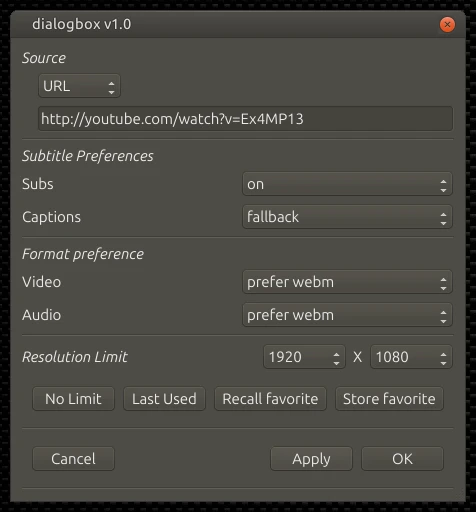 dialogbox v1.0
Source
URL
http://youtube.com/watch?v=Ex4MP13
Subtitle Preferences
Subs on
Captions fallback
Format preference
Video prefer webm
Audio prefer webm
Resolution Limit 1920 X 1080
No Limit Last Used Recall favorite Store favorite
Cancel Apply OK